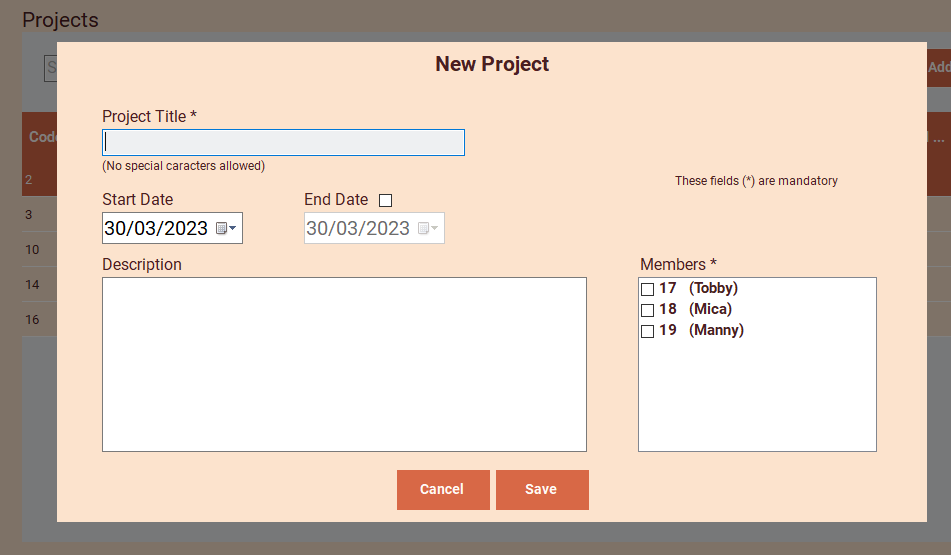 Projects
New Project
Add
Project Title *
Code
(No special caracters allowed)
2
These fields (*) are mandatory
Start Date
End Date
3
30/03/2023
30/03/2023
10
Description
Members *
14
17 (Tobby)
18 (Mica)
16
19 (Manny)
Cancel
Save